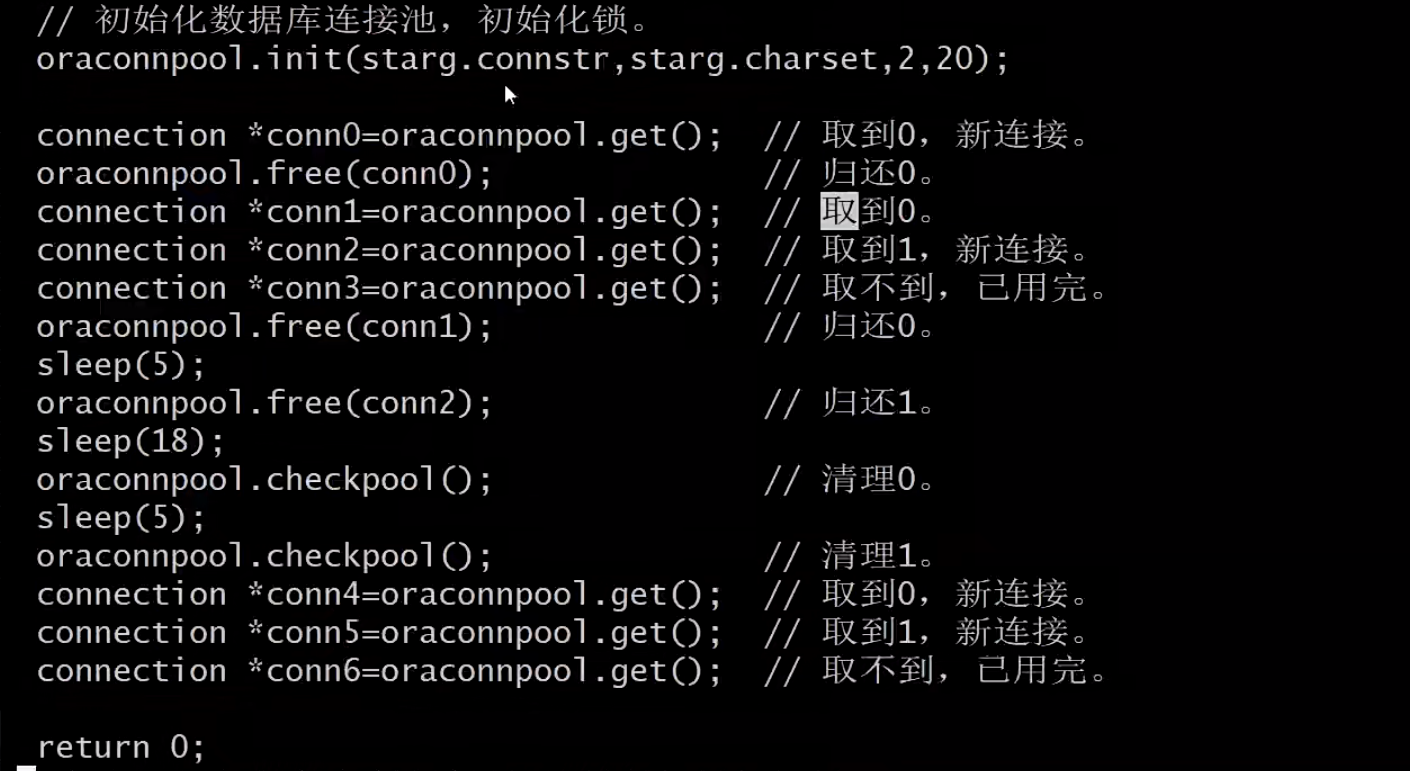 // 初始化数据库连接池，初始化锁。
oraconnpool.init(starg.connstr,starg.charset,2,20);
connection *conn0=oraconnpool.get();  // 取到0，新连接。
oraconnpool.free(conn0);              // 归还0。
connection *conn1=oraconnpool.get();  // 取到0。
connection *conn2=oraconnpool.get();  // 取到1，新连接。
connection *conn3=oraconnpool.get();  // 取不到，已用完。
oraconnpool.free(conn1);              // 归还0。
sleep(5);
oraconnpool.free(conn2);              // 归还1。
sleep(18);
oraconnpool.checkpool();              // 清理0。
sleep(5);
oraconnpool.checkpool();              // 清理1。
connection *conn4=oraconnpool.get();  // 取到0，新连接。
connection *conn5=oraconnpool.get();  // 取到1，新连接。
connection *conn6=oraconnpool.get();  // 取不到，已用完。
return 0;